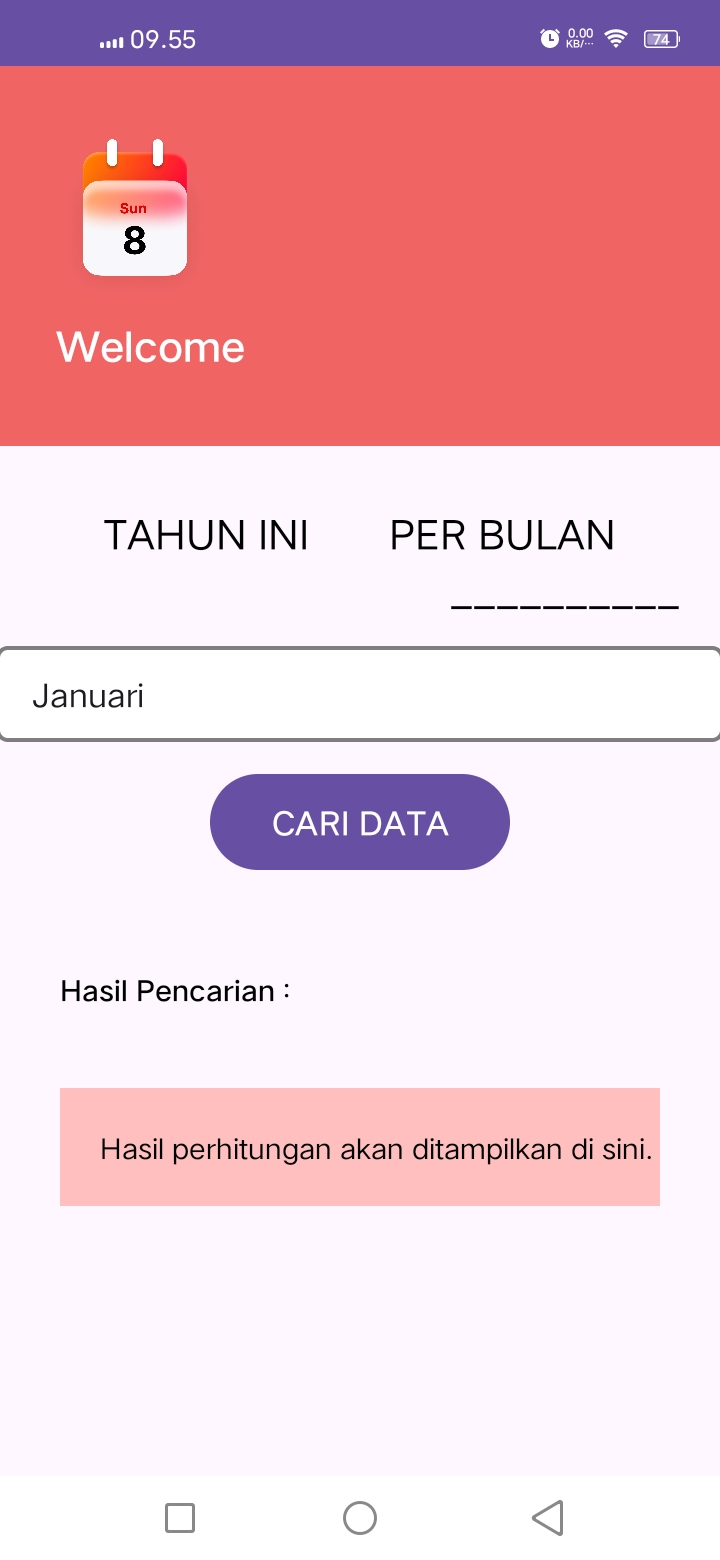 09.55 0.00 KB/... 74
Sun
8
Welcome
TAHUN INI PER BULAN
__________
Januari
CARI DATA
Hasil Pencarian :
Hasil perhitungan akan ditampilkan di sini.